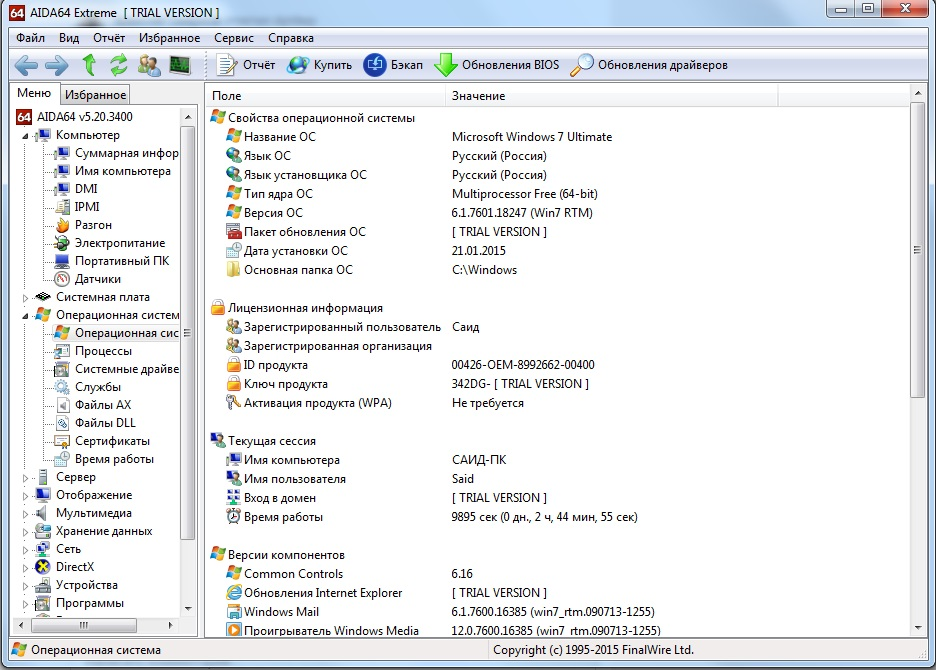 AIDA64 Extreme [ TRIAL VERSION ]
Файл Вид Отчёт Избранное Сервис Справка
Отчёт Купить Бэкап Обновления BIOS Обновления драйверов
Меню Избранное
64 AIDA64 v5.20.3400
Компьютер
Суммарная инфор
Имя компьютера
DMI
IPMI
Разгон
Электропитание
Портативный ПК
Датчики
Системная плата
Операционная систем
Операционная сис
Процессы
Системные драйве
Службы
Файлы AX
Файлы DLL
Сертификаты
Время работы
Сервер
Отображение
Мультимедиа
Хранение данных
Сеть
DirectX
Устройства
Программы
Поле Значение
Свойства операционной системы
Название ОС Microsoft Windows 7 Ultimate
Язык ОС Русский (Россия)
Язык установщика ОС Русский (Россия)
Тип ядра ОС Multiprocessor Free (64-bit)
Версия ОС 6.1.7601.18247 (Win7 RTM)
Пакет обновления ОС [ TRIAL VERSION ]
Дата установки ОС 21.01.2015
Основная папка ОС C:\Windows
Лицензионная информация
Зарегистрированный пользователь Саид
Зарегистрированная организация
ID продукта 00426-OEM-8992662-00400
Ключ продукта 342DG- [ TRIAL VERSION ]
Активация продукта (WPA) Не требуется
Текущая сессия
Имя компьютера САИД-ПК
Имя пользователя Said
Вход в домен [ TRIAL VERSION ]
Время работы 9895 сек (0 дн., 2 ч, 44 мин, 55 сек)
Версии компонентов
Common Controls 6.16
Обновления Internet Explorer [ TRIAL VERSION ]
Windows Mail 6.1.7600.16385 (win7_rtm.090713-1255)
Проигрыватель Windows Media 12.0.7600.16385 (win7_rtm.090713-1255)
Операционная система Copyright (c) 1995-2015 FinalWire Ltd.